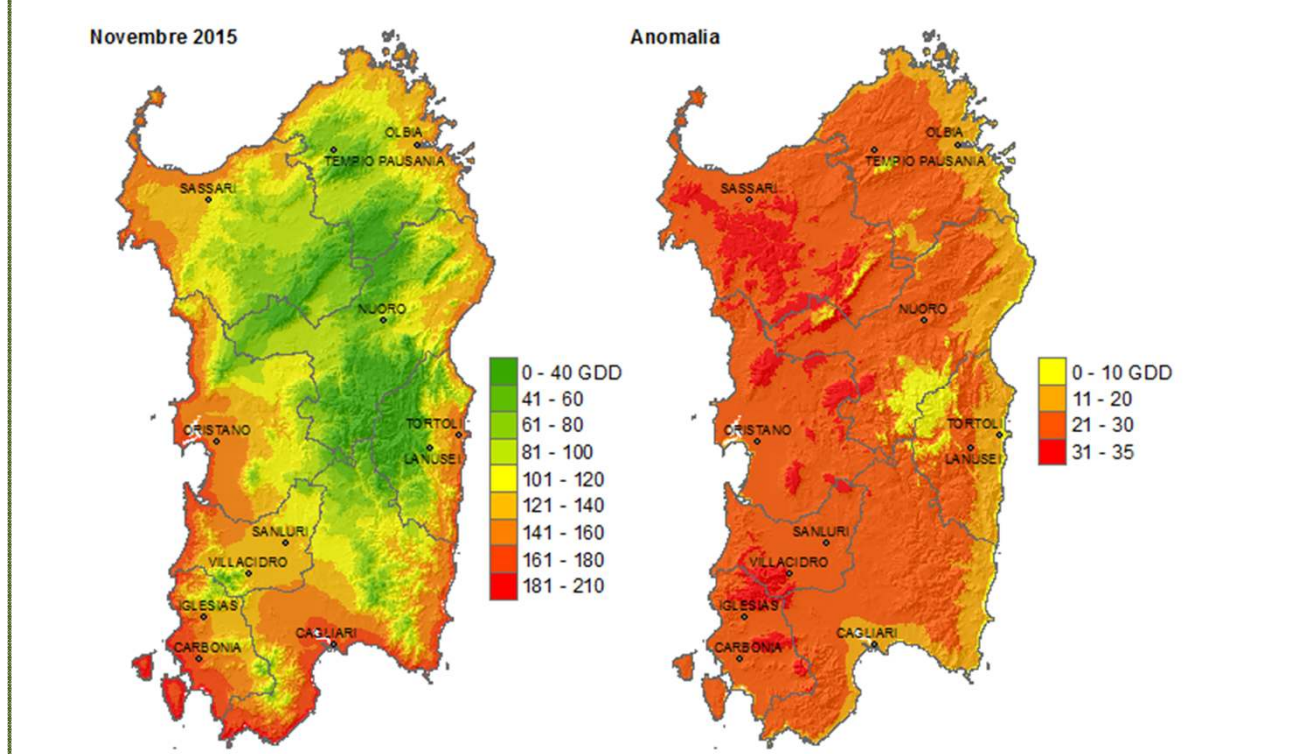 Novembre 2015
OLBIA
TEMPIO PAUSANIA
SASSARI
NUORO
ORISTANO
TORTOLI
LANUSEI
SANLURI
VILLACIDRO
IGLESIAS
CAGLIARI
CARBONIA
0 - 40 GDD
41 - 60
61 - 80
81 - 100
101 - 120
121 - 140
141 - 160
161 - 180
181 - 210
Anomalia
OLBIA
TEMPIO PAUSANIA
SASSARI
NUORO
ORISTANO
TORTOLI
LANUSEI
SANLURI
VILLACIDRO
IGLESIAS
CAGLIARI
CARBONIA
0 - 10 GDD
11 - 20
21 - 30
31 - 35